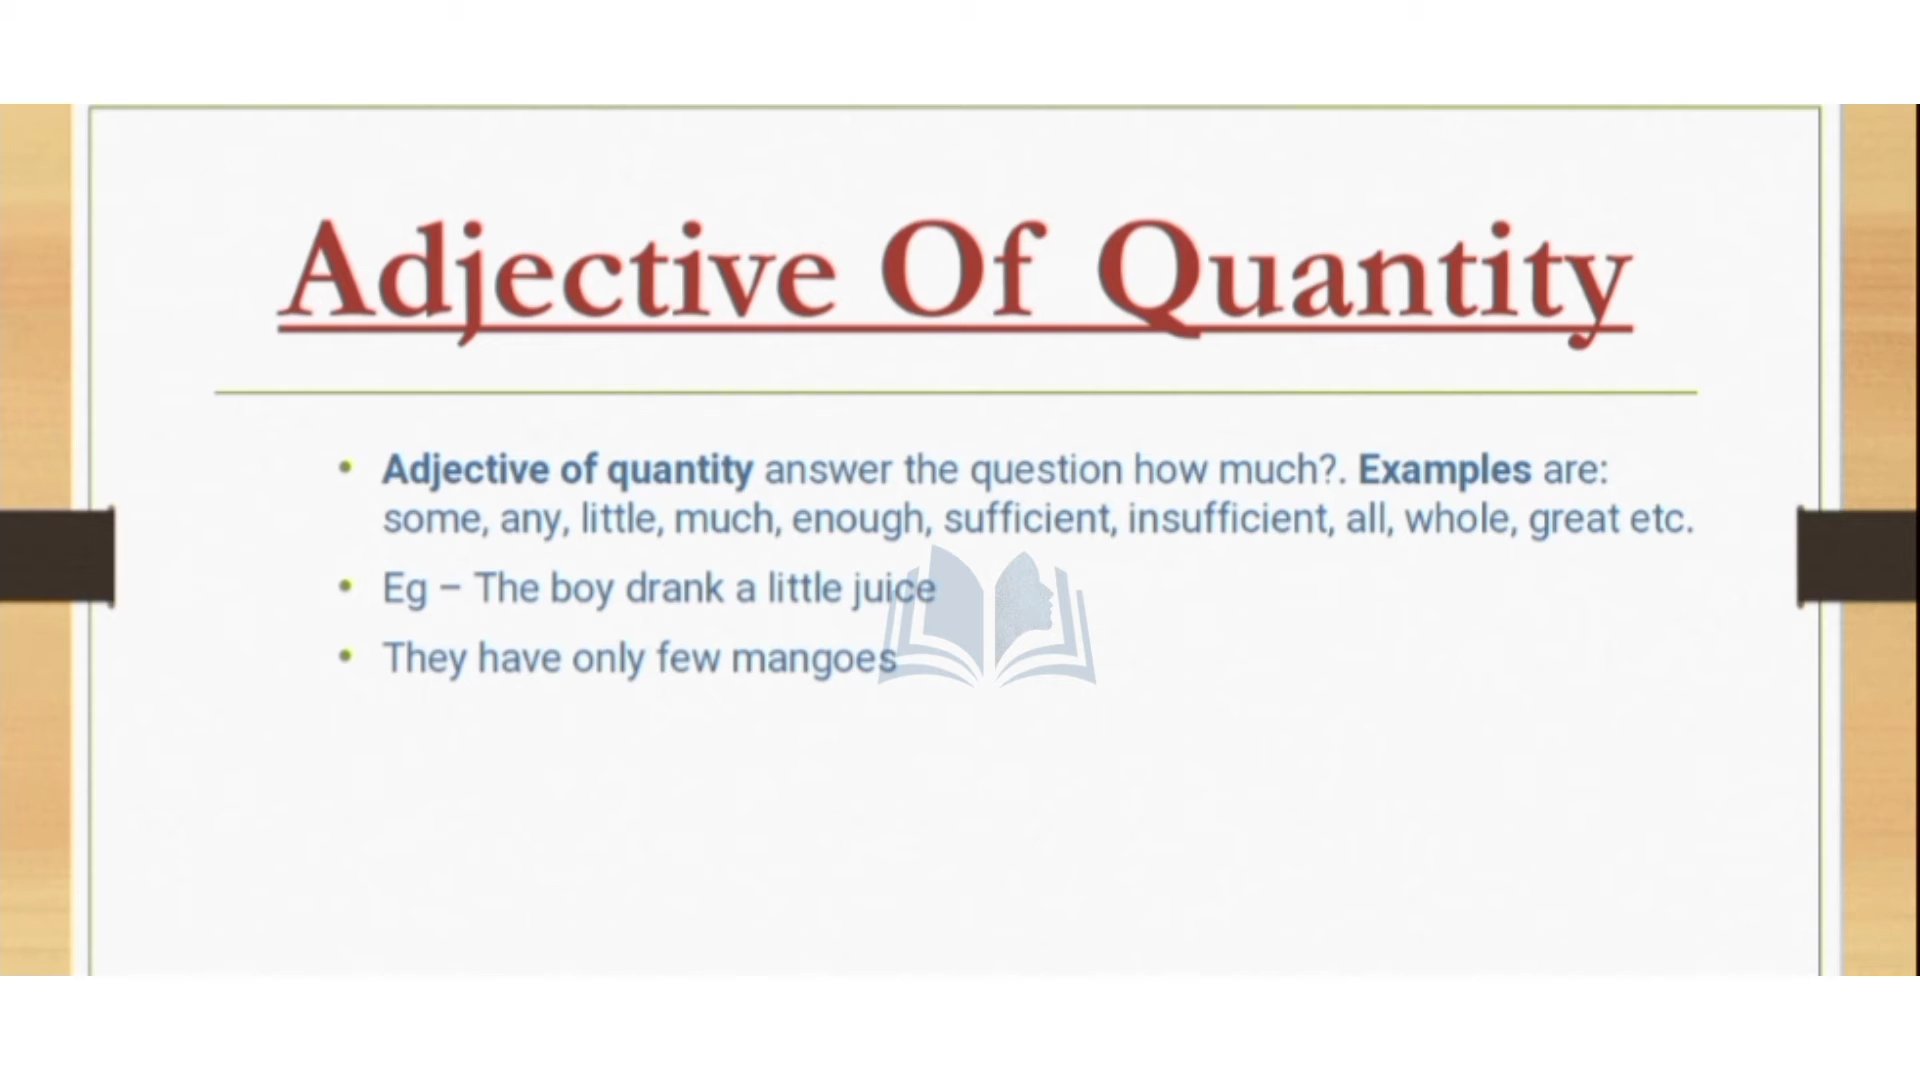 Adjective Of Quantity
• Adjective of quantity answer the question how much?. Examples are:
some, any, little, much, enough, sufficient, insufficient, all, whole, great etc.
• Eg – The boy drank a little juice
• They have only few mangoes